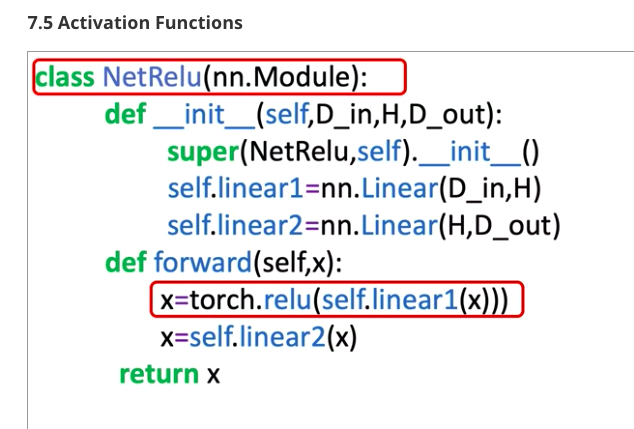 7.5 Activation Functions
class NetRelu(nn.Module):
def __init__(self,D_in,H,D_out):
super(NetRelu,self).__init__()
self.linear1=nn.Linear(D_in,H)
self.linear2=nn.Linear(H,D_out)
def forward(self,x):
x=torch.relu(self.linear1(x)))
x=self.linear2(x)
return x